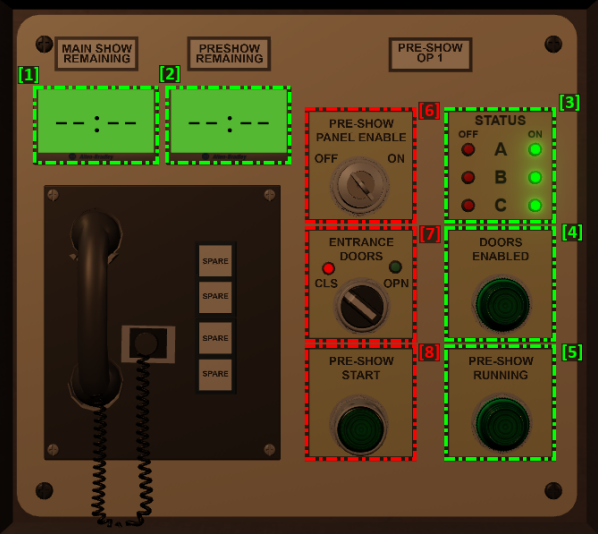 MAIN SHOW
REMAINING
PRESHOW
REMAINING
PRE-SHOW
OP 1
[1]
[2]
--:--
--:--
[6]
PRE-SHOW
PANEL ENABLE
OFF
ON
[3]
STATUS
OFF
ON
A
B
C
[7]
ENTRANCE
DOORS
CLS
OPN
[4]
DOORS
ENABLED
[8]
PRE-SHOW
START
[5]
PRE-SHOW
RUNNING
SPARE
SPARE
SPARE
SPARE